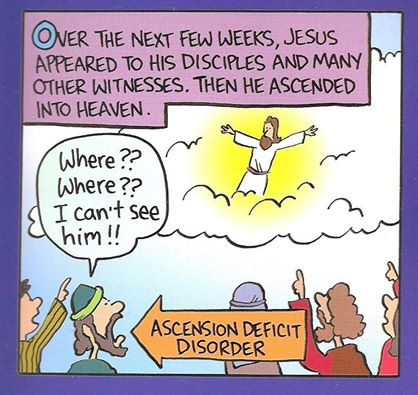 OVER THE NEXT FEW WEEKS, JESUS
APPEARED TO HIS DISCIPLES AND MANY
OTHER WITNESSES. THEN HE ASCENDED
INTO HEAVEN.
Where??
Where??
I can't see
him!!
ASCENSION DEFICIT
DISORDER